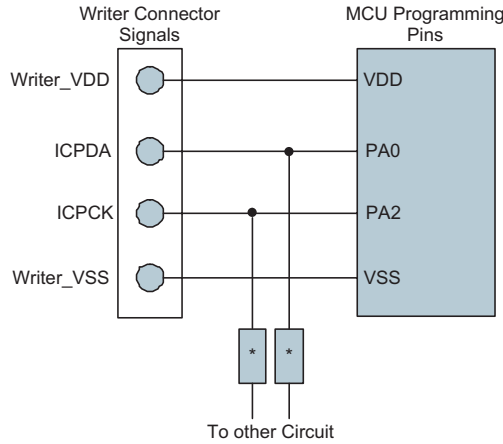 Writer Connector
Signals
MCU Programming
Pins
Writer_VDD
VDD
ICPDA
PA0
ICPCK
PA2
Writer_VSS
VSS
*
*
To other Circuit